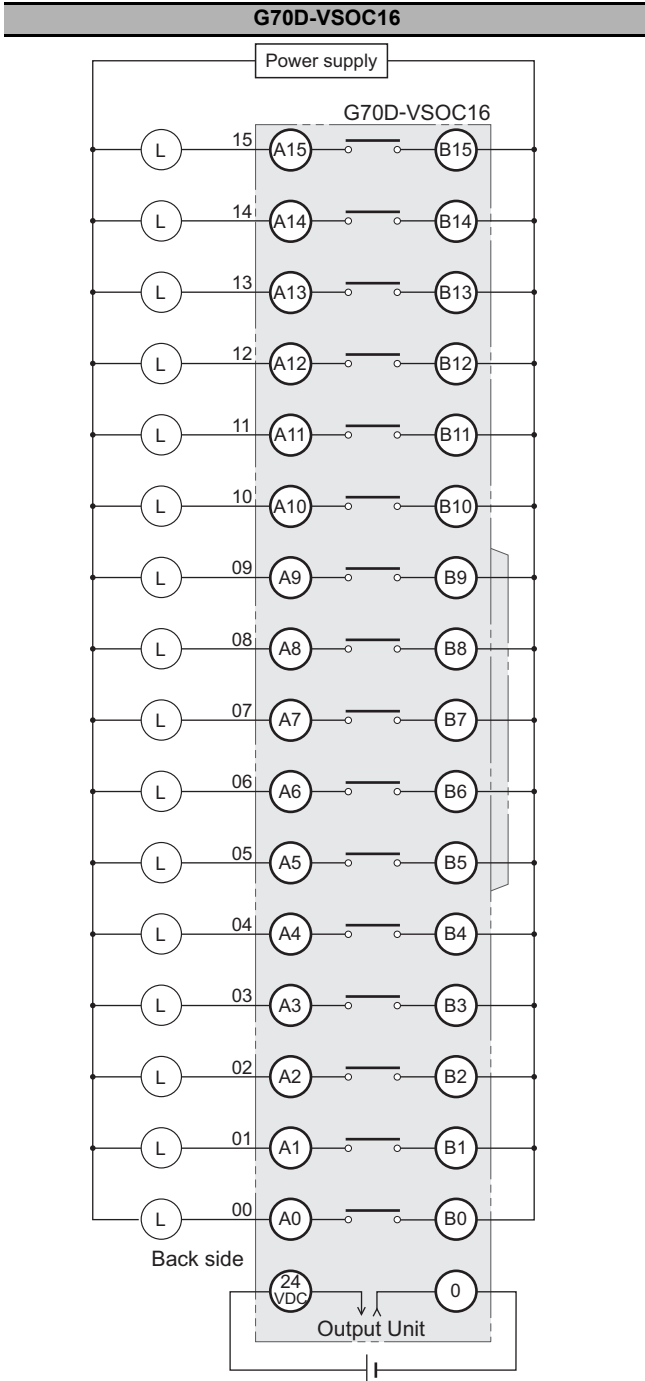 G70D-VSOC16
Power supply
G70D-VSOC16
L 15 A15 B15
L 14 A14 B14
L 13 A13 B13
L 12 A12 B12
L 11 A11 B11
L 10 A10 B10
L 09 A9 B9
L 08 A8 B8
L 07 A7 B7
L 06 A6 B6
L 05 A5 B5
L 04 A4 B4
L 03 A3 B3
L 02 A2 B2
L 01 A1 B1
L 00 A0 B0
Back side
24
VDC
0
Output Unit